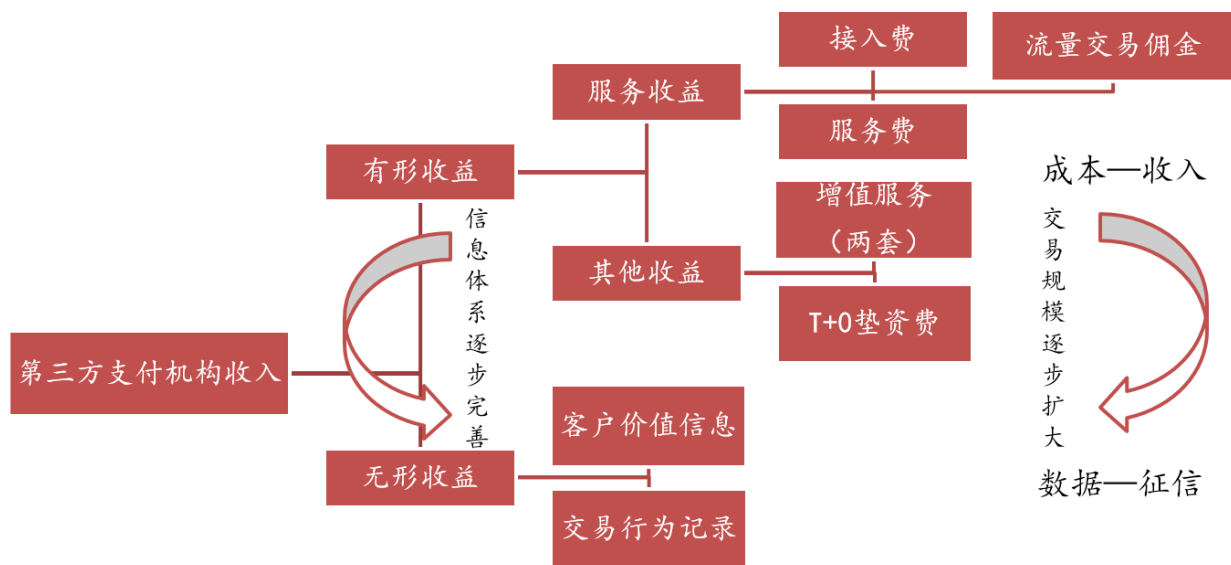 接入费
流量交易佣金
服务收益
服务费
有形收益
成本—收入
增值服务
（两套）
信息体系逐步完善
交易规模逐步扩大
其他收益
T+0垫资费
第三方支付机构收入
客户价值信息
无形收益
数据—征信
交易行为记录